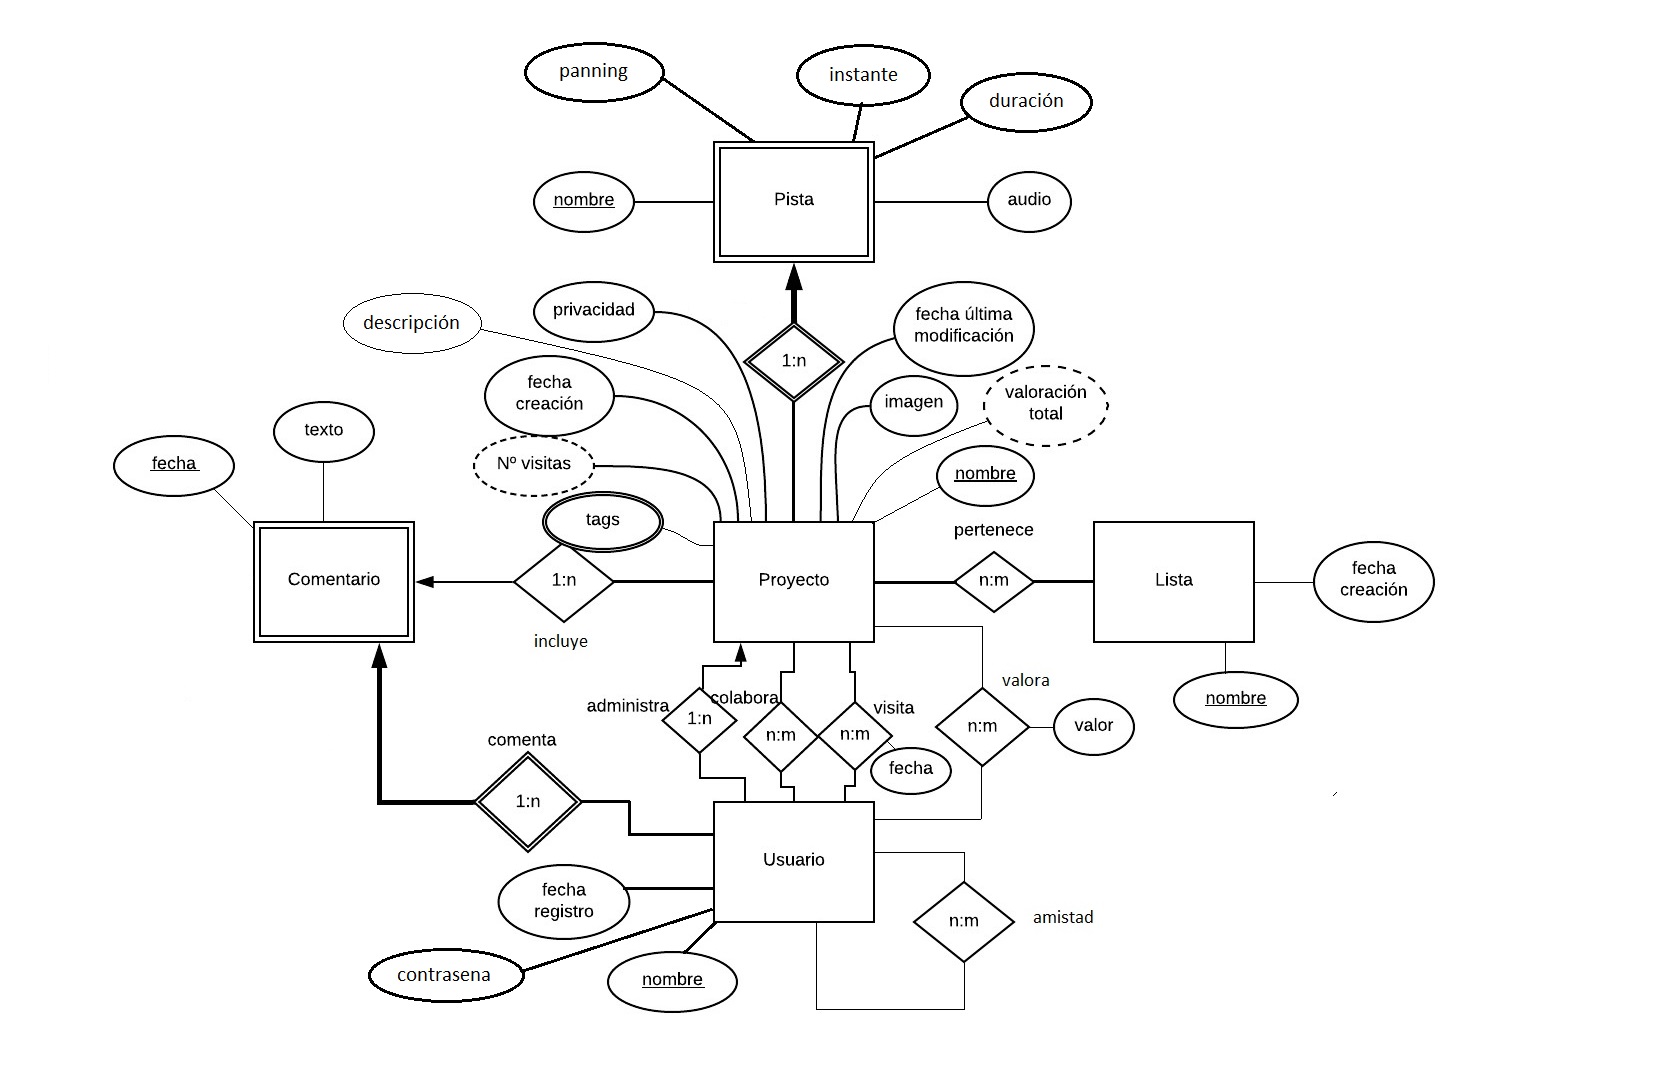 panning
instante
duración
nombre
Pista
audio
privacidad
fecha última
modificación
descripción
1:n
fecha
creación
imagen
valoración
total
texto
fecha
Nº visitas
nombre
tags
pertenece
Comentario
1:n
Proyecto
n:m
Lista
fecha
creación
incluye
valora
nombre
administra
colabora
visita
1:n
n:m
n:m
n:m
valor
comenta
fecha
1:n
Usuario
fecha
registro
n:m
amistad
contrasena
nombre